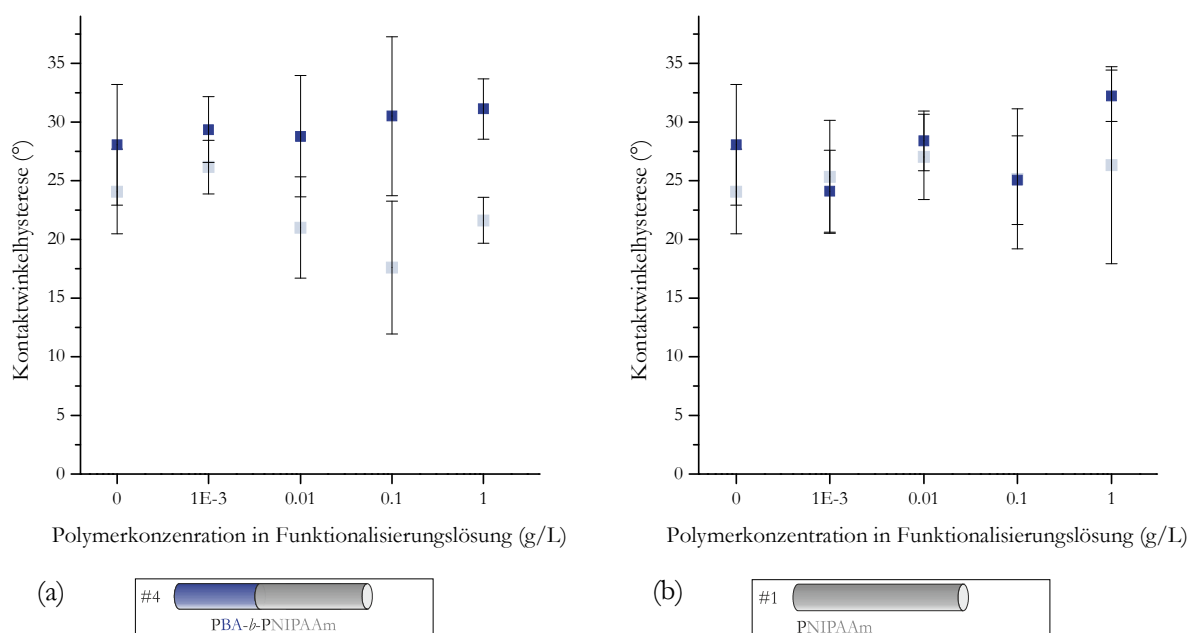 Kontaktwinkelhysterese (°)
35
30
25
20
15
10
5
0
0 1E-3 0.01 0.1 1
Polymerkonzenration in Funktionalisierungslösung (g/L)
(a)
#4
PBA-b-PNIPAAm
Kontaktwinkelhysterese (°)
35
30
25
20
15
10
5
0
0 1E-3 0.01 0.1 1
Polymerkonzentration in Funktionalisierungslösung (g/L)
(b)
#1
PNIPAAm